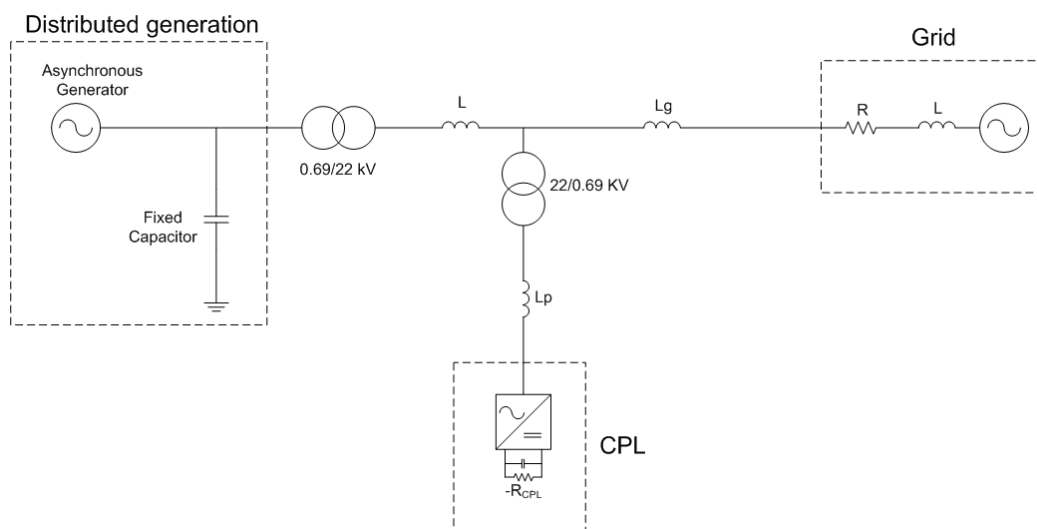 Distributed generation
Grid
Asynchronous
Generator
L
Lg
R
L
0.69/22 kV
22/0.69 KV
Fixed
Capacitor
Lp
CPL
-RCPL